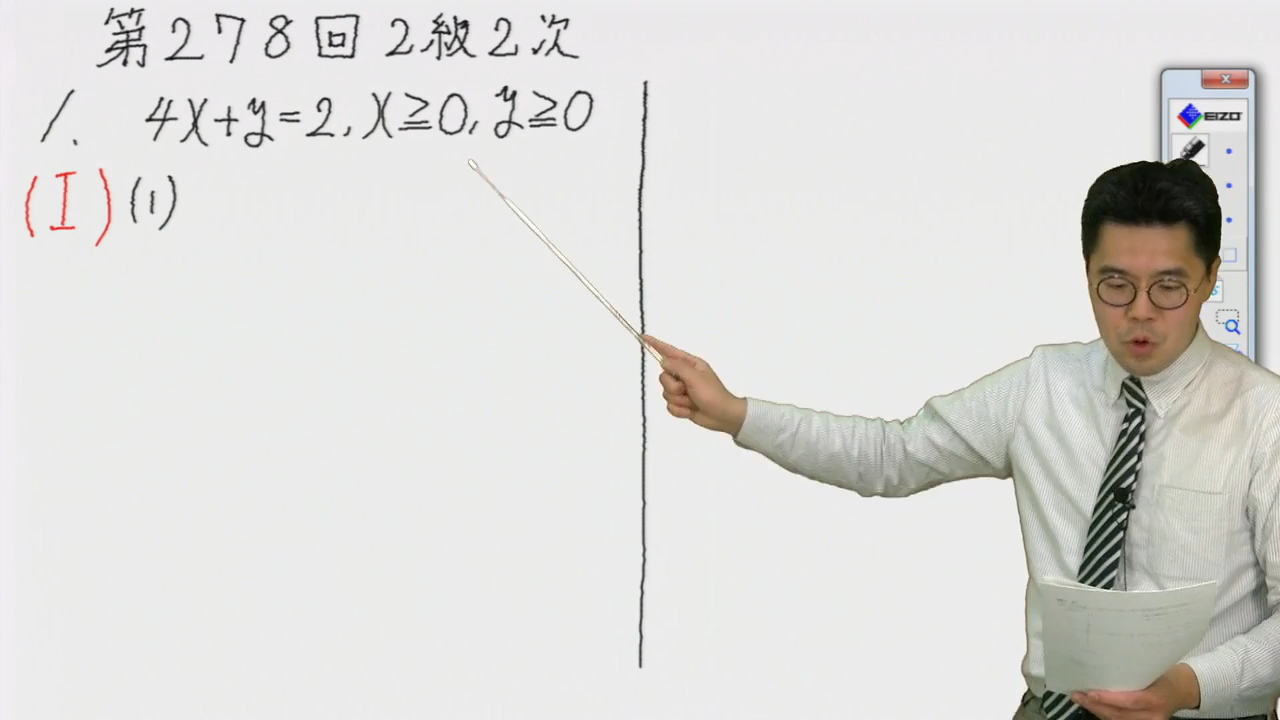 第278回2級2次
1. 4x+y=2, x≧0, y≧0
(I)(1)
EIZO